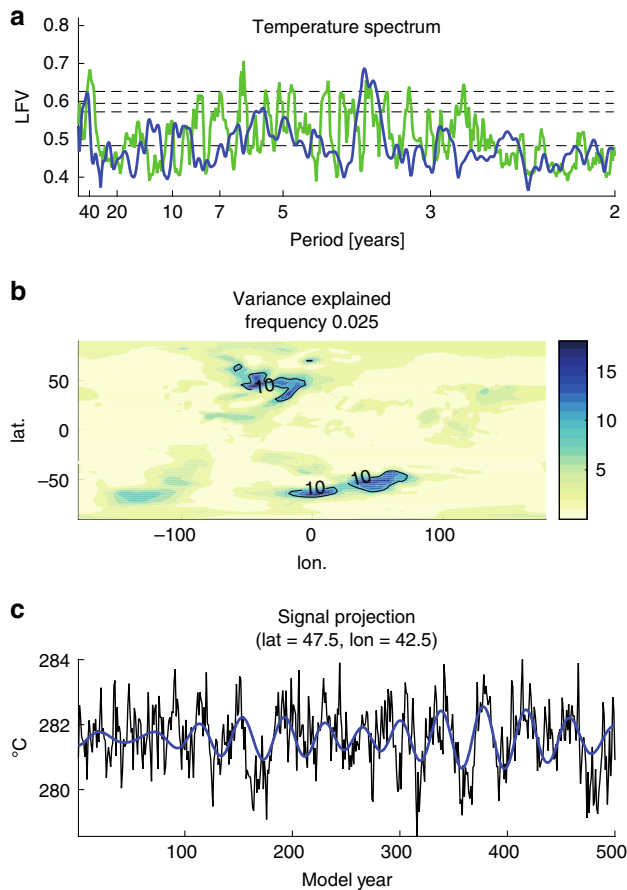 a
Temperature spectrum
0.8
0.7
0.6
0.5
0.4
LFV
40 20 10 7 5 3 2
Period [years]
b
Variance explained
frequency 0.025
50
0
−50
lat.
10
10
10
15
10
5
−100 0 100
lon.
c
Signal projection
(lat = 47.5, lon = 42.5)
284
282
280
°C
100 200 300 400 500
Model year